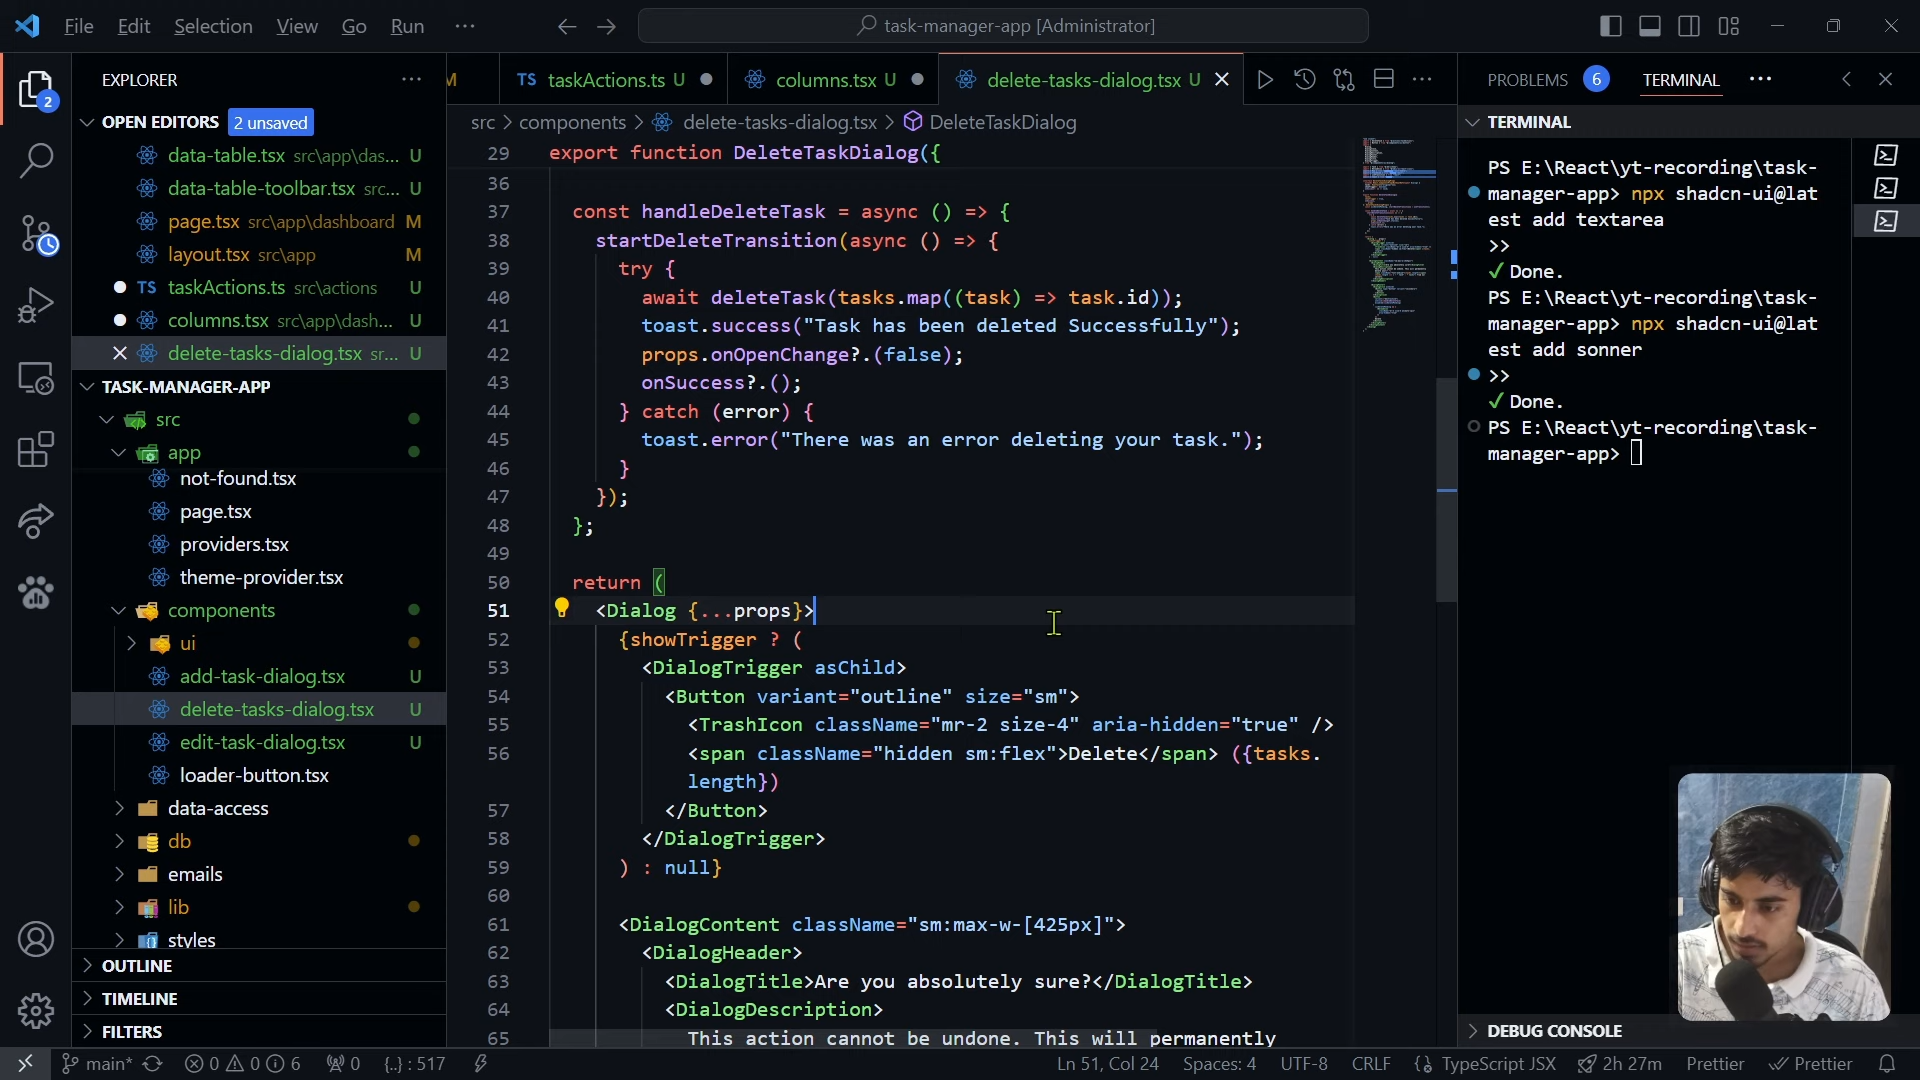 File Edit Selection View Go Run ···
task-manager-app [Administrator]
EXPLORER ···
2
OPEN EDITORS 2 unsaved
data-table.tsx src\app\das... U
data-table-toolbar.tsx src... U
page.tsx src\app\dashboard M
layout.tsx src\app M
TS taskActions.ts src\actions U
columns.tsx src\app\dash... U
delete-tasks-dialog.tsx sr... U
TASK-MANAGER-APP
src
app
not-found.tsx
page.tsx
providers.tsx
theme-provider.tsx
components
ui
add-task-dialog.tsx U
delete-tasks-dialog.tsx U
edit-task-dialog.tsx U
loader-button.tsx
data-access
db
emails
lib
styles
OUTLINE
TIMELINE
FILTERS
M TS taskActions.ts U columns.tsx U delete-tasks-dialog.tsx U
src > components > delete-tasks-dialog.tsx > DeleteTaskDialog
29 export function DeleteTaskDialog({
36
37 const handleDeleteTask = async () => {
38 startDeleteTransition(async () => {
39 try {
40 await deleteTask(tasks.map((task) => task.id));
41 toast.success("Task has been deleted Successfully");
42 props.onOpenChange?.(false);
43 onSuccess?.();
44 } catch (error) {
45 toast.error("There was an error deleting your task.");
46 }
47 });
48 };
49
50 return (
51 <Dialog {...props}>
52 {showTrigger ? (
53 <DialogTrigger asChild>
54 <Button variant="outline" size="sm">
55 <TrashIcon className="mr-2 size-4" aria-hidden="true" />
56 <span className="hidden sm:flex">Delete</span> ({tasks.
length})
57 </Button>
58 </DialogTrigger>
59 ) : null}
60
61 <DialogContent className="sm:max-w-[425px]">
62 <DialogHeader>
63 <DialogTitle>Are you absolutely sure?</DialogTitle>
64 <DialogDescription>
65 This action cannot be undone. This will permanently
PROBLEMS 6 TERMINAL ···
TERMINAL
PS E:\React\yt-recording\task-
manager-app> npx shadcn-ui@lat
est add textarea
>>
✓ Done.
PS E:\React\yt-recording\task-
manager-app> npx shadcn-ui@lat
est add sonner
>>
✓ Done.
PS E:\React\yt-recording\task-
manager-app>
DEBUG CONSOLE
main* 0 0 6 0 {..} : 517 Ln 51, Col 24 Spaces: 4 UTF-8 CRLF {} TypeScript JSX 2h 27m Prettier Prettier